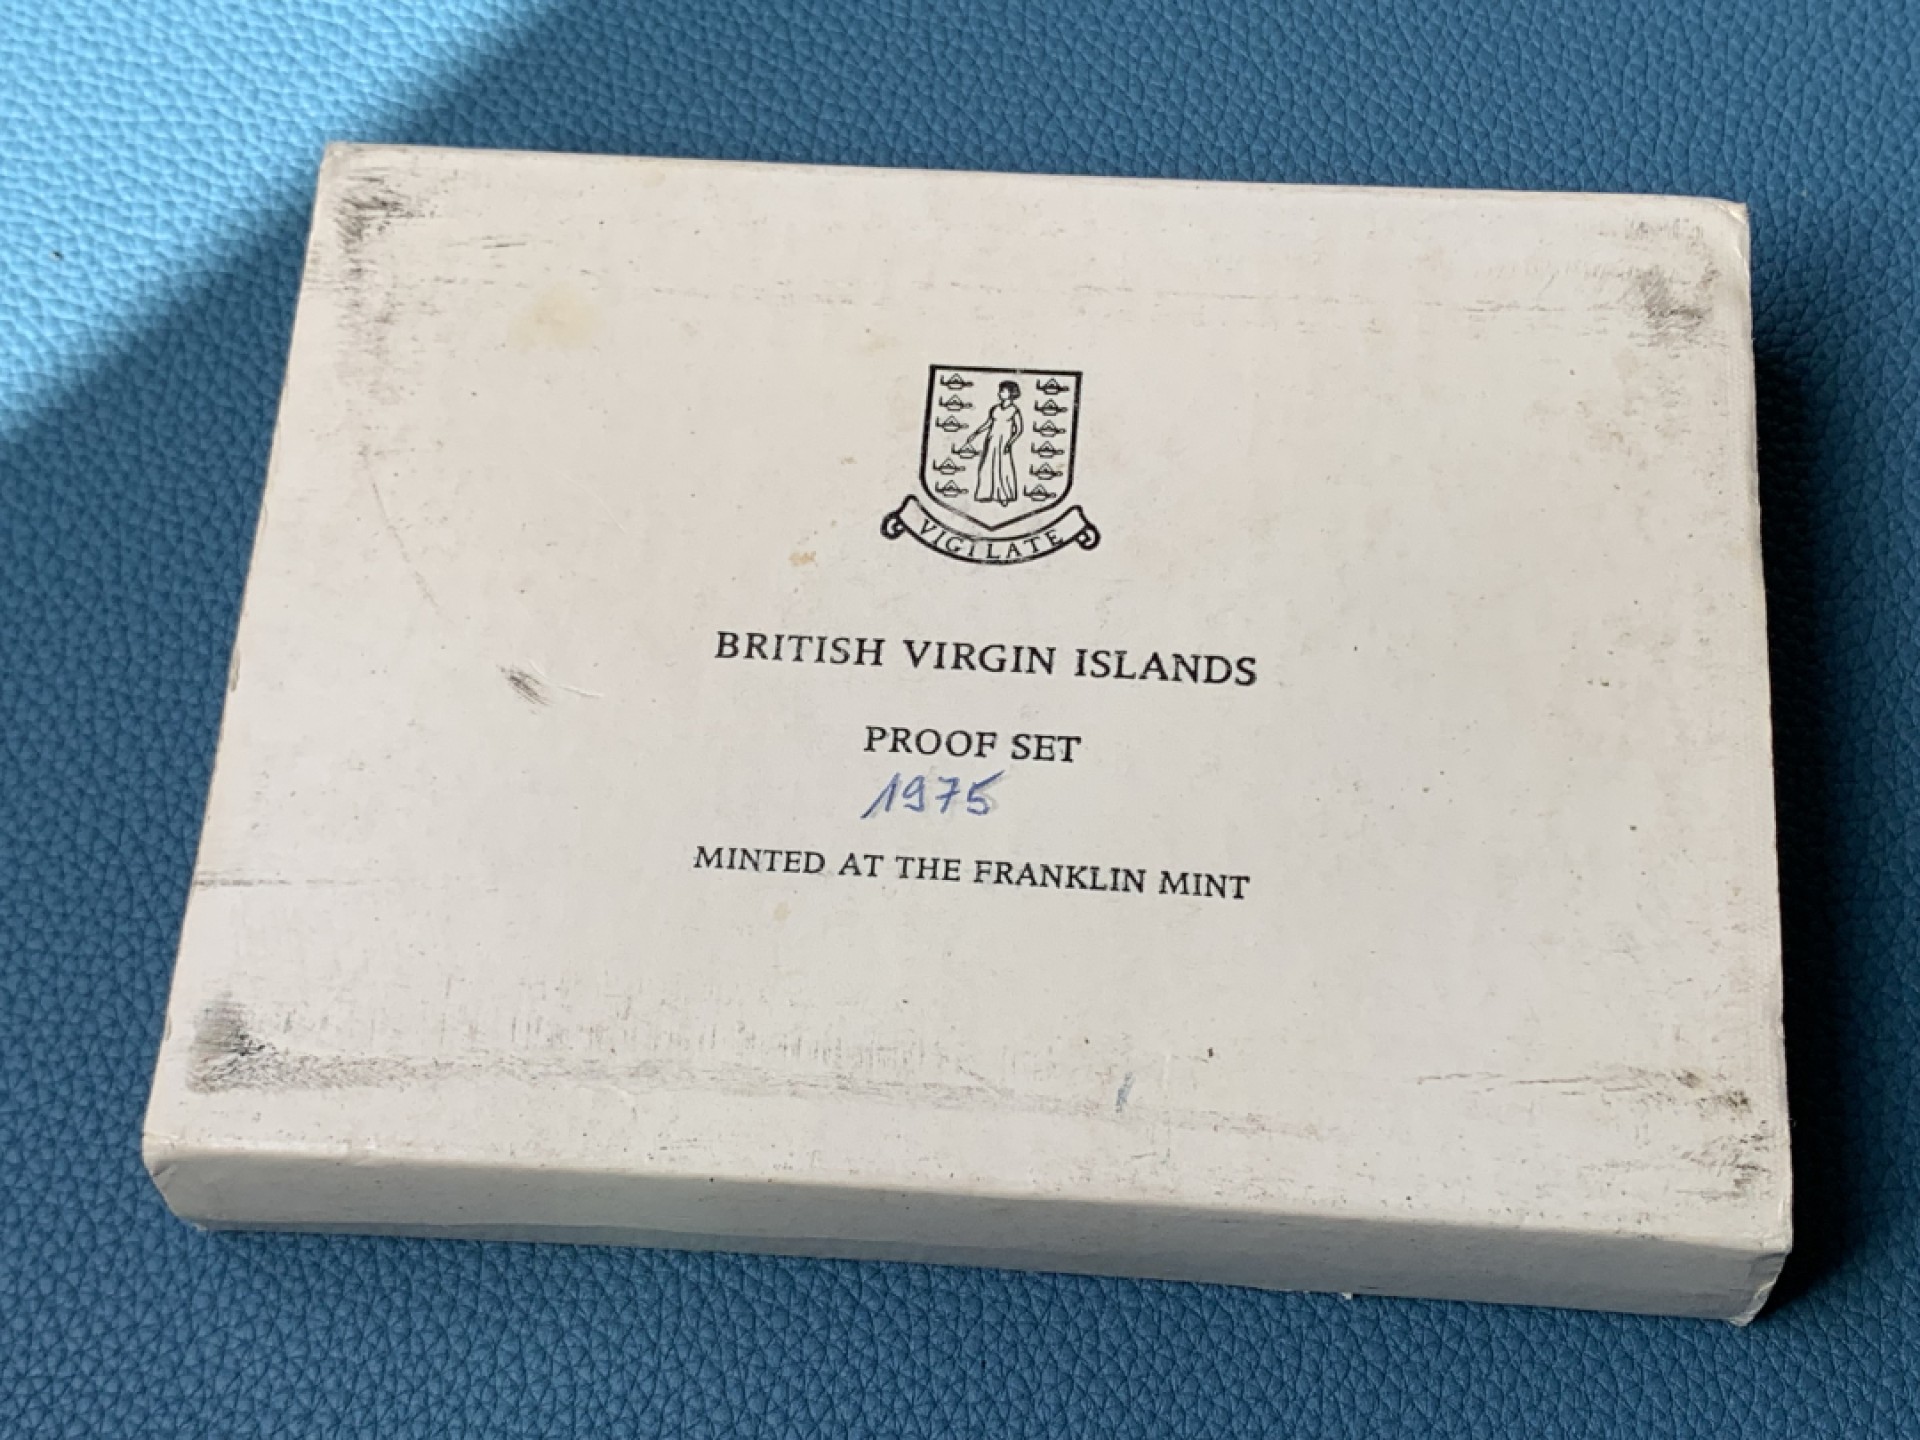 VIGILATE
BRITISH VIRGIN ISLANDS
PROOF SET
1975
MINTED AT THE FRANKLIN MINT